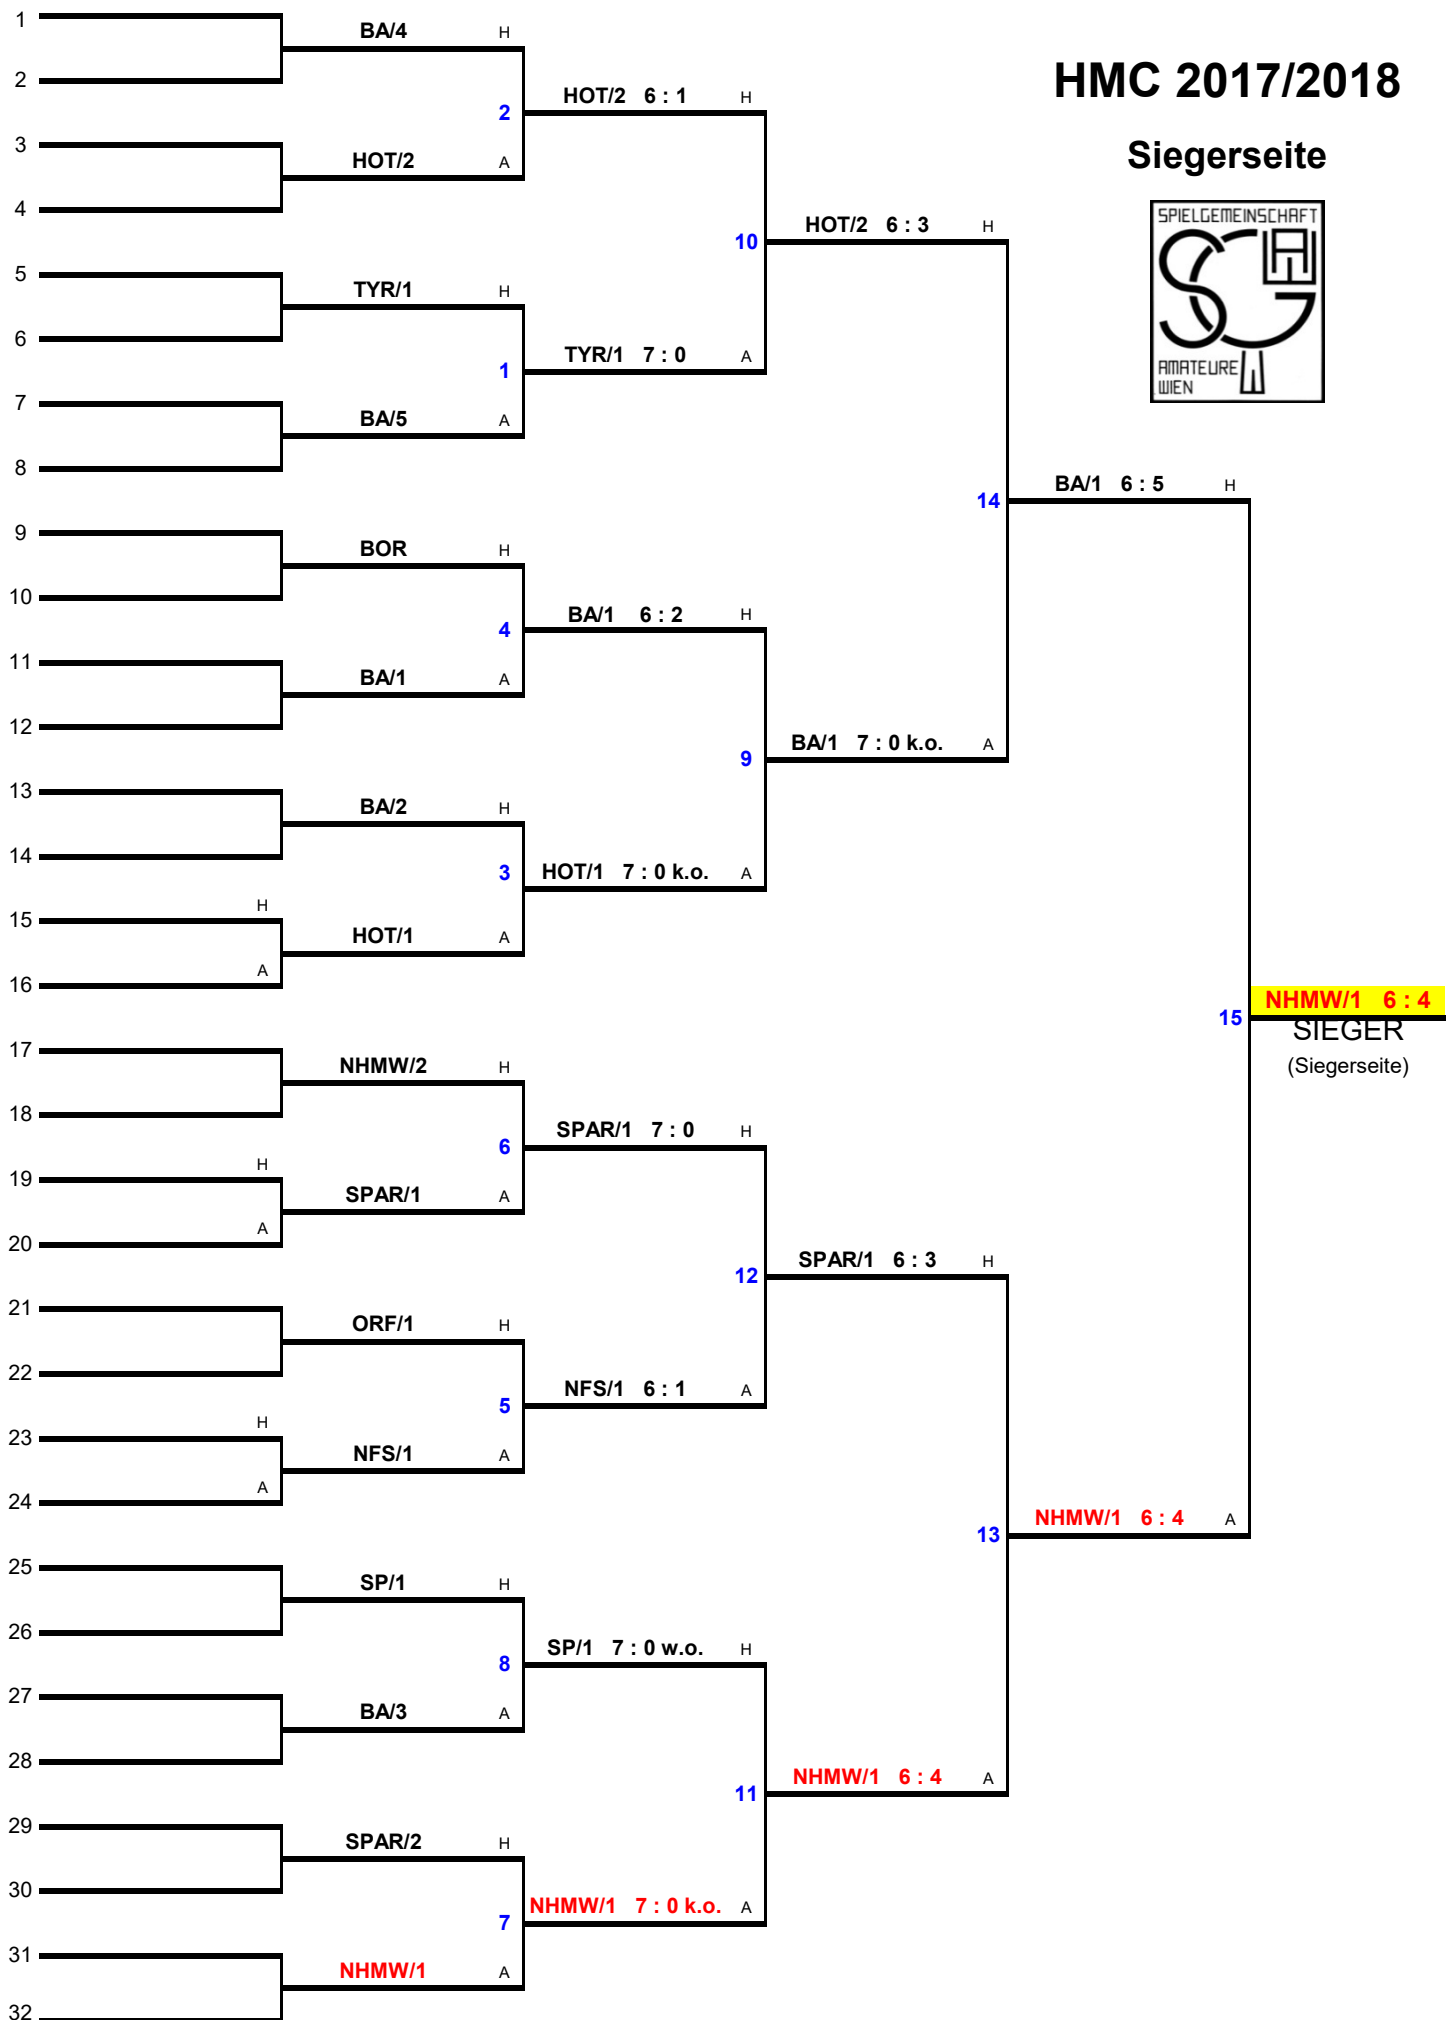 HMC 2017/2018
Siegerseite
SPIELGEMEINSCHAFT
SGAW
AMATEURE
WIEN
1
BA/4 H
2
2
HOT/2 6 : 1 H
3
HOT/2 A
4
10
HOT/2 6 : 3 H
5
TYR/1 H
6
1
TYR/1 7 : 0 A
7
BA/5 A
8
14
BA/1 6 : 5 H
9
BOR H
10
4
BA/1 6 : 2 H
11
BA/1 A
12
9
BA/1 7 : 0 k.o. A
13
BA/2 H
14
3
HOT/1 7 : 0 k.o. A
15 H
HOT/1 A
16 A
15
NHMW/1 6 : 4
SIEGER
(Siegerseite)
17
NHMW/2 H
18
6
SPAR/1 7 : 0 H
19 H
SPAR/1 A
20 A
12
SPAR/1 6 : 3 H
21
ORF/1 H
22
5
NFS/1 6 : 1 A
23 H
NFS/1 A
24 A
13
NHMW/1 6 : 4 A
25
SP/1 H
26
8
SP/1 7 : 0 w.o. H
27
BA/3 A
28
11
NHMW/1 6 : 4 A
29
SPAR/2 H
30
7
NHMW/1 7 : 0 k.o. A
31
NHMW/1 A
32